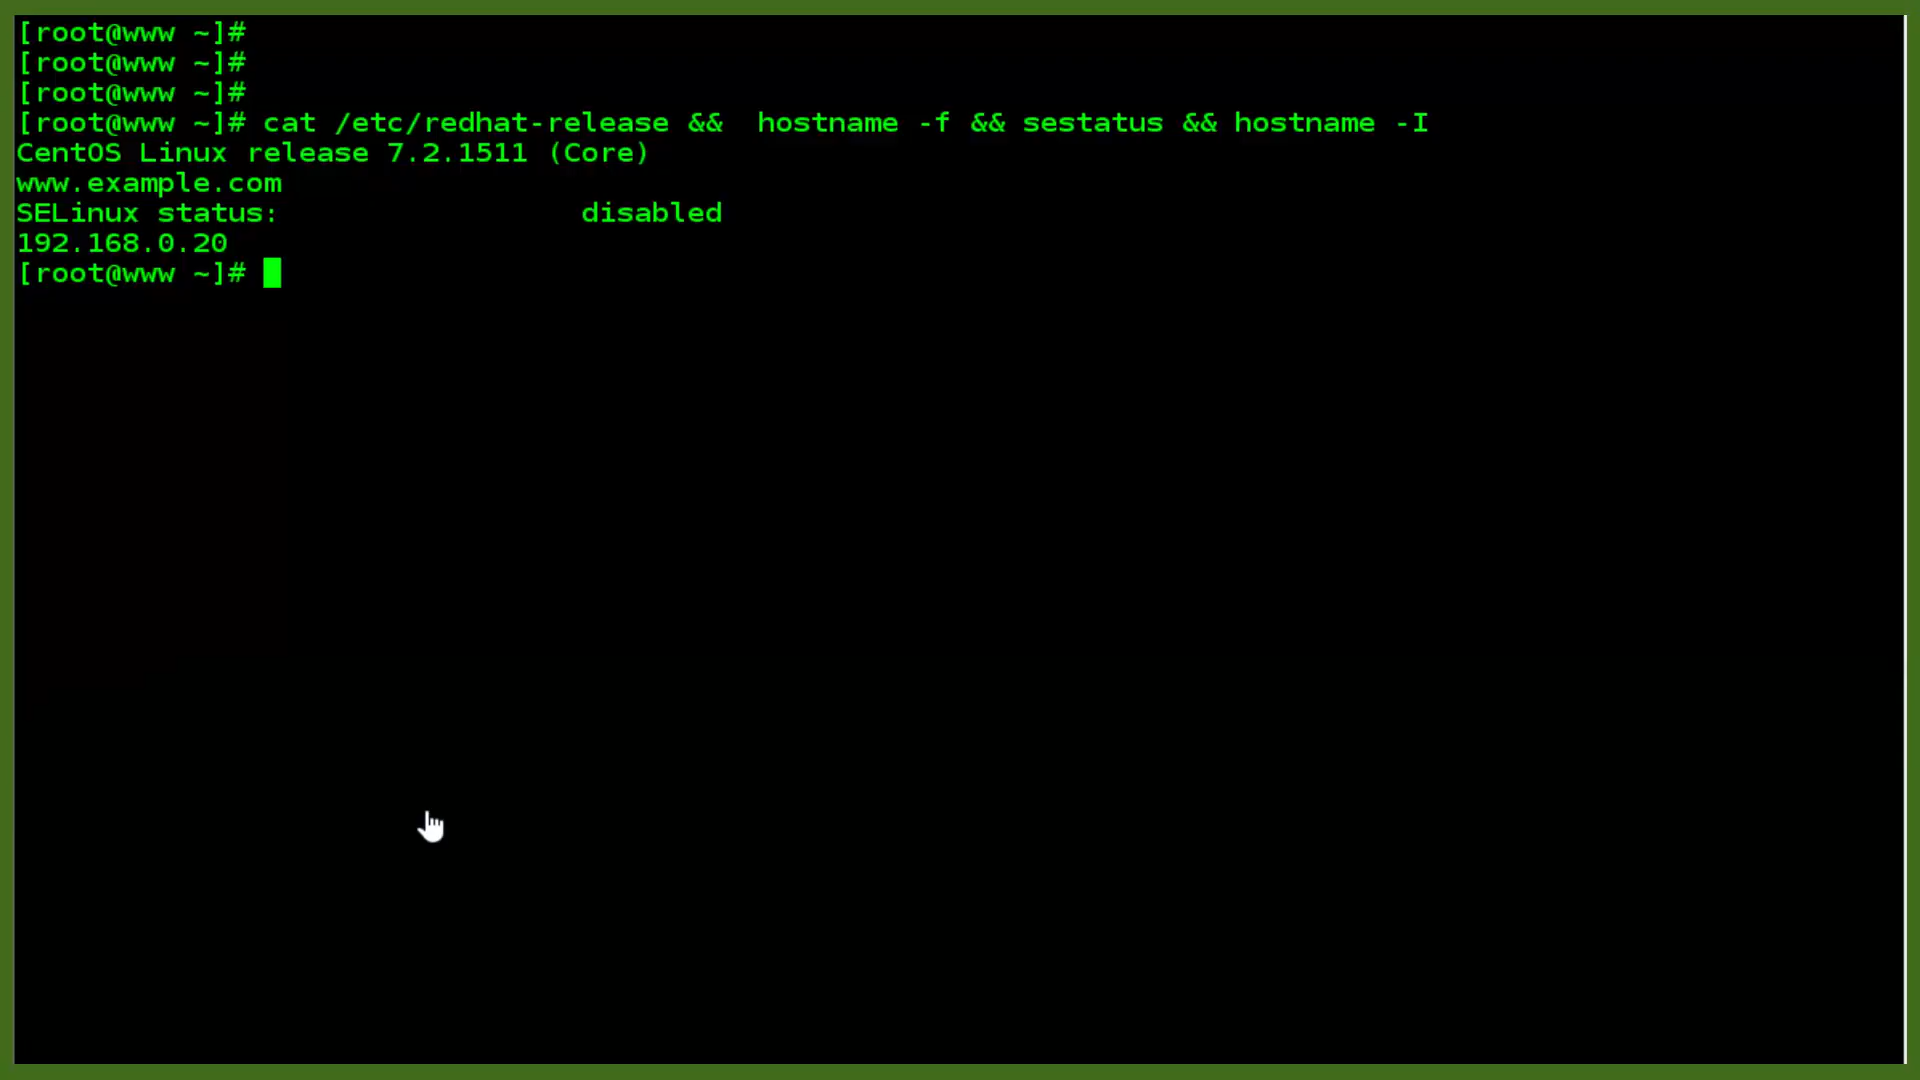 [root@www ~]#
[root@www ~]#
[root@www ~]#
[root@www ~]# cat /etc/redhat-release &&  hostname -f && sestatus && hostname -I
CentOS Linux release 7.2.1511 (Core)
www.example.com
SELinux status:                 disabled
192.168.0.20
[root@www ~]#